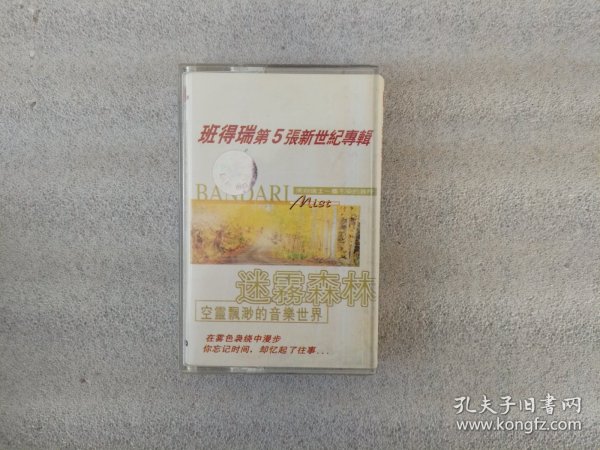 班得瑞第5張新世紀專輯
BANDARI
Mist
迷霧森林
空靈飄渺的音樂世界
在雾色袅绕中漫步
你忘记时间，却忆起了往事...
孔夫子旧书网
www.kongfz.com